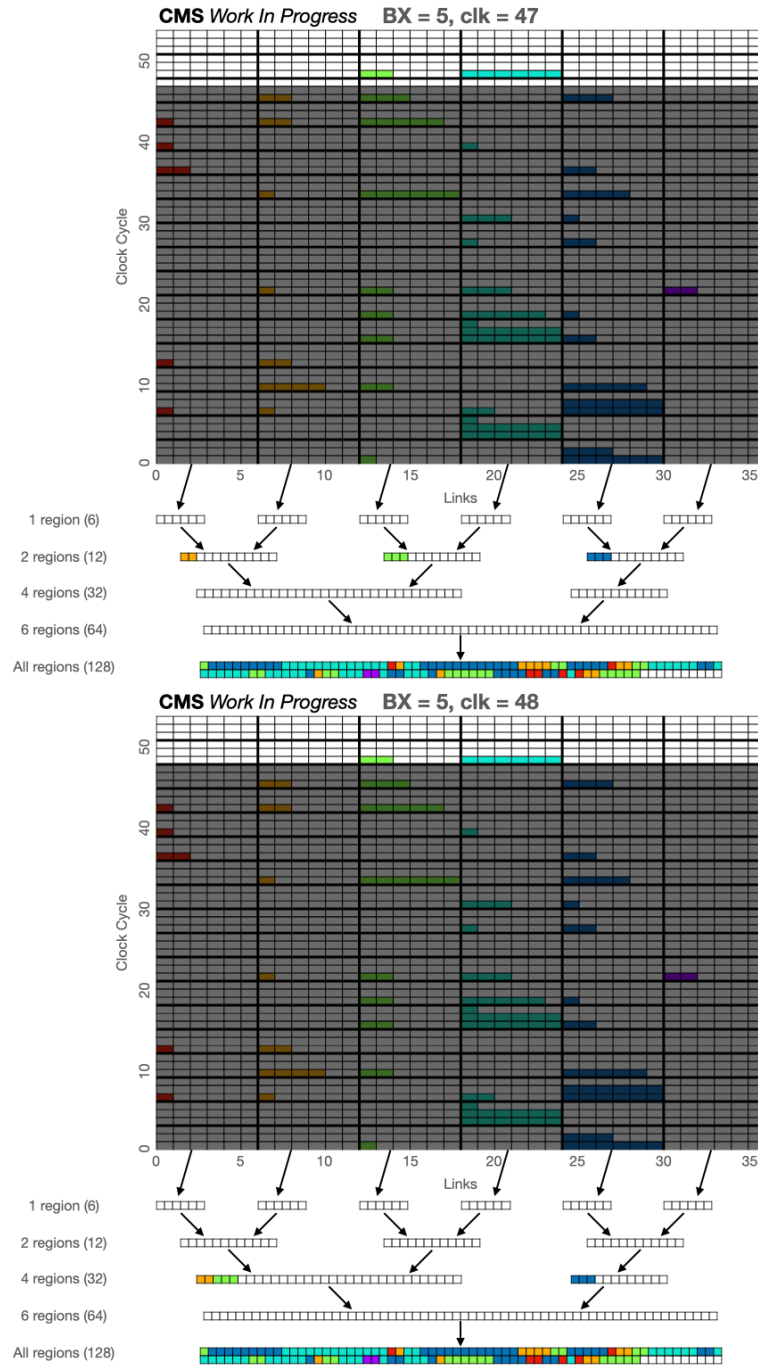 CMS Work In Progress BX = 5, clk = 47
50
40
30
20
10
0
Clock Cycle
0 5 10 15 20 25 30 35
Links
1 region (6)
2 regions (12)
4 regions (32)
6 regions (64)
All regions (128)
CMS Work In Progress BX = 5, clk = 48
50
40
30
20
10
0
Clock Cycle
0 5 10 15 20 25 30 35
Links
1 region (6)
2 regions (12)
4 regions (32)
6 regions (64)
All regions (128)